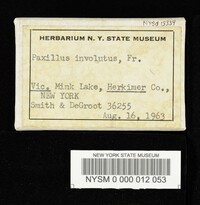 NYSM 13339
HERBARIUM N. Y. STATE MUSEUM
Paxillus involutus, Fr.
Vic. Mink Lake, Herkimer Co.,
NEW YORK
Smith & DeGroot 36255
Aug. 16, 1963
NEW YORK STATE MUSEUM
NYSM 0 000 012 053